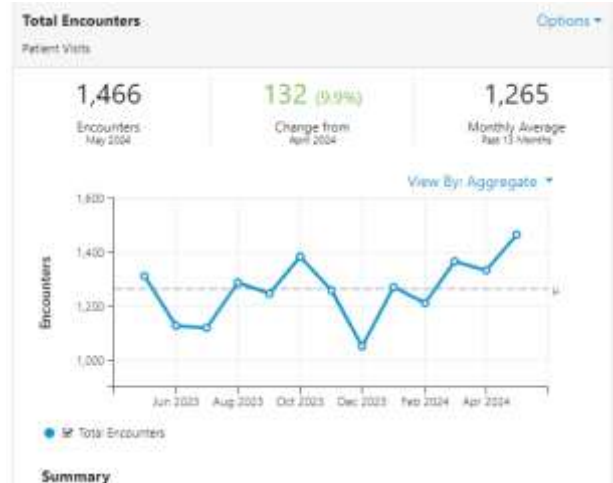 Total Encounters
Options
Patient Visits
1,466
132 (9.9%)
1,265
Encounters
May 2024
Change from
April 2024
Monthly Average
Past 13 Months
View By: Aggregate
1,600
1,400
1,200
1,000
Encounters
Jun 2023 Aug 2023 Oct 2023 Dec 2023 Feb 2024 Apr 2024
Total Encounters
Summary